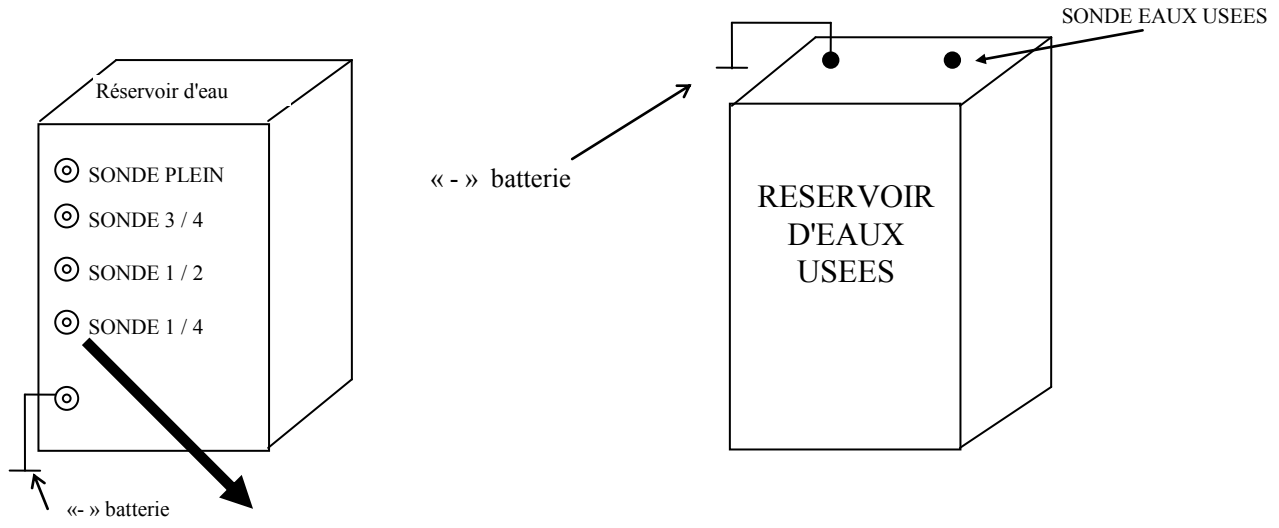 SONDE EAUX USEES
Réservoir d'eau
SONDE PLEIN
SONDE 3 / 4
SONDE 1 / 2
SONDE 1 / 4
«- » batterie
« - » batterie
RESERVOIR
D'EAUX
USEES